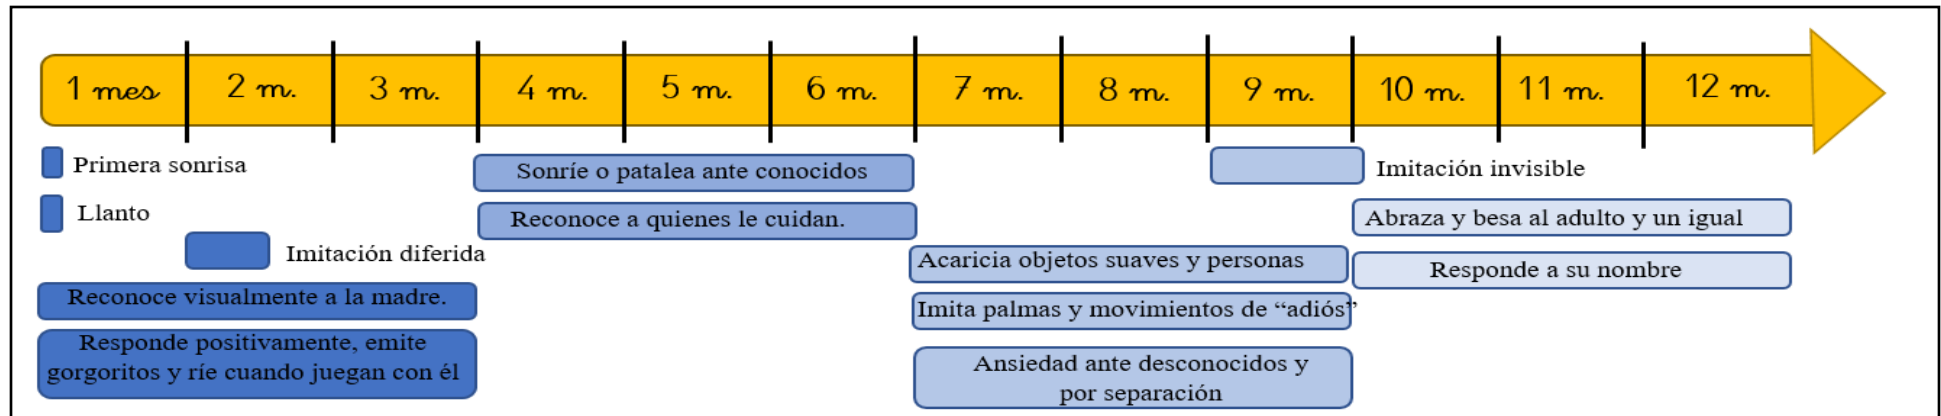 1 mes 2 m. 3 m. 4 m. 5 m. 6 m. 7 m. 8 m. 9 m. 10 m. 11 m. 12 m.
Primera sonrisa
Llanto
Imitación diferida
Reconoce visualmente a la madre.
Responde positivamente, emite
gorgoritos y ríe cuando juegan con él
Sonríe o patalea ante conocidos
Reconoce a quienes le cuidan.
Acaricia objetos suaves y personas
Imita palmas y movimientos de “adiós”
Ansiedad ante desconocidos y
por separación
Imitación invisible
Abraza y besa al adulto y un igual
Responde a su nombre